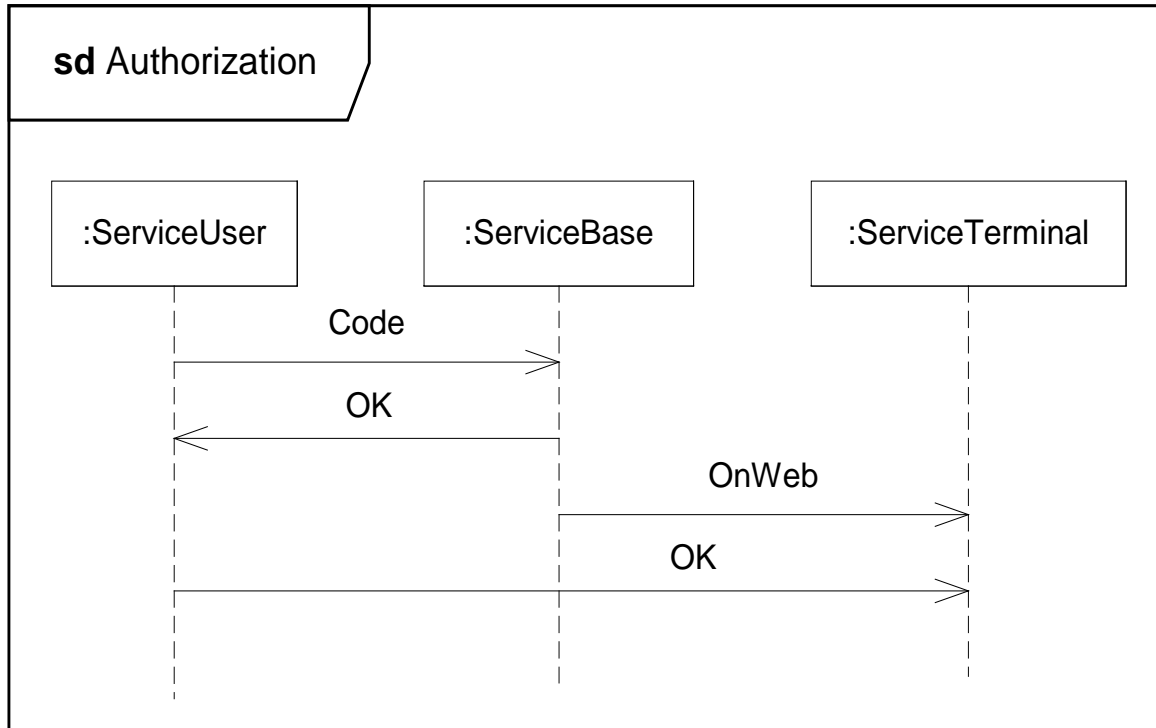 sd Authorization
:ServiceUser
:ServiceBase
:ServiceTerminal
Code
OK
OnWeb
OK